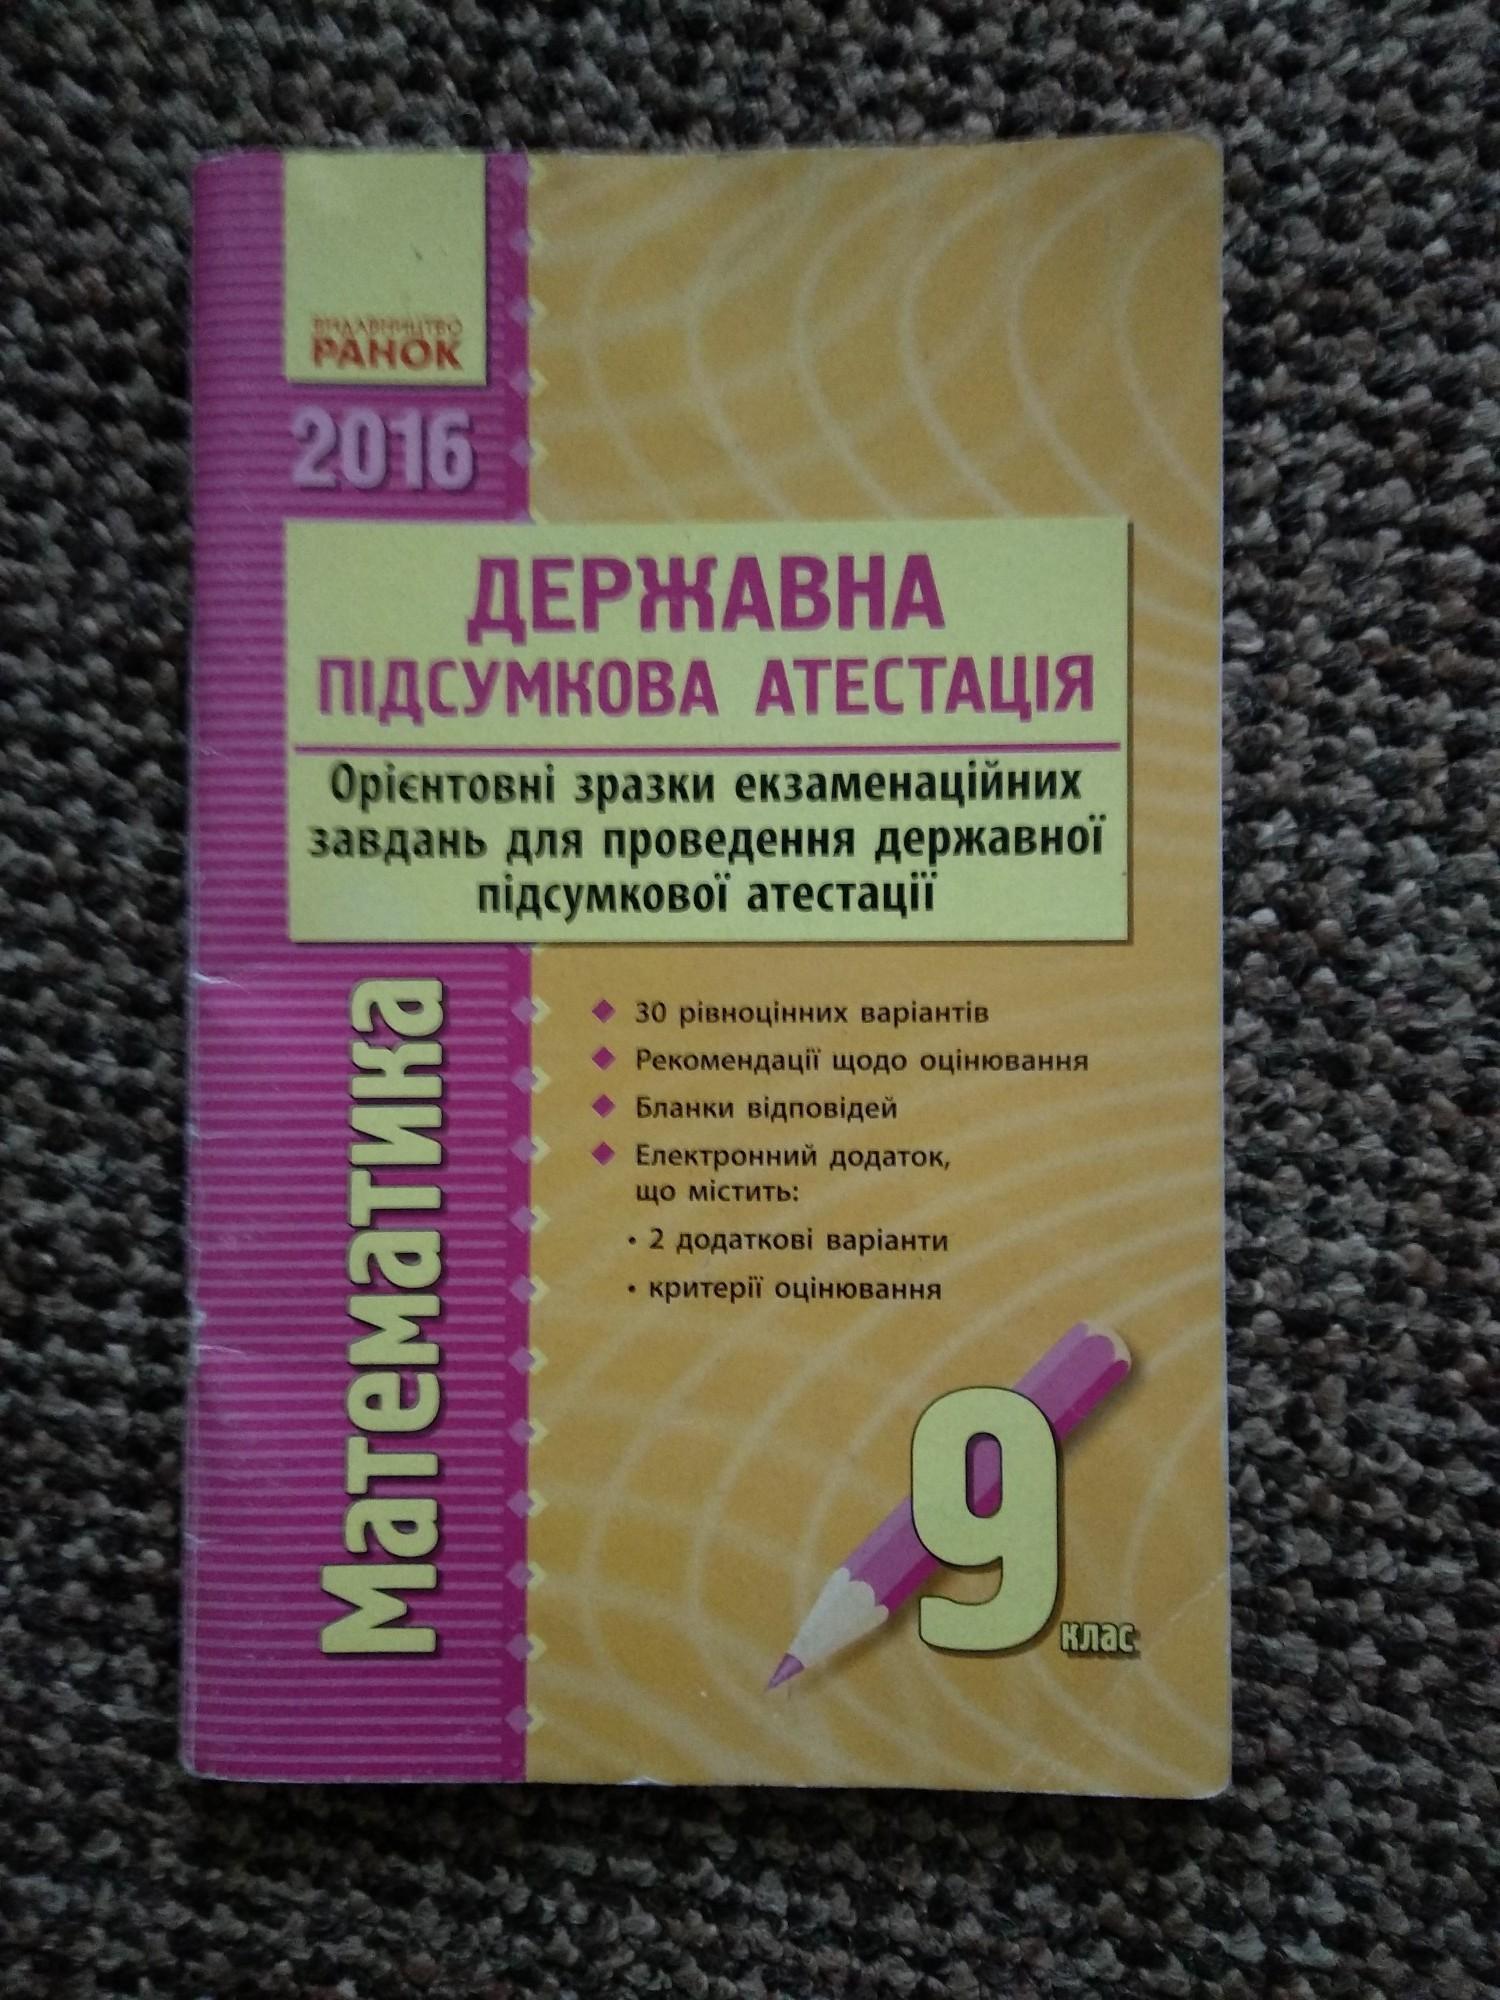 ВИДАВНИЦТВО
РАНОК
2016
ДЕРЖАВНА
ПІДСУМКОВА АТЕСТАЦІЯ
Орієнтовні зразки екзаменаційних
завдань для проведення державної
підсумкової атестації
Математика
30 рівноцінних варіантів
Рекомендації щодо оцінювання
Бланки відповідей
Електронний додаток,
що містить:
• 2 додаткові варіанти
• критерії оцінювання
9 клас